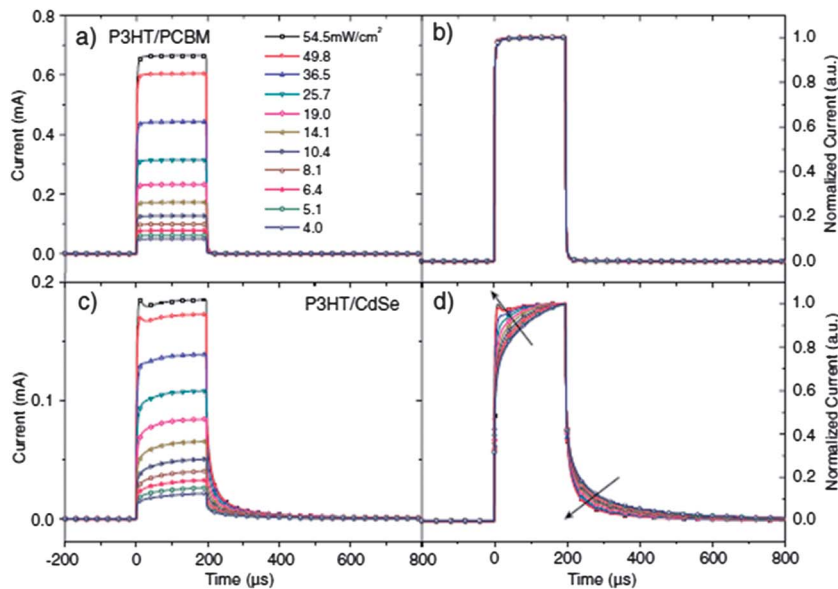 a) P3HT/PCBM
54.5mW/cm²
49.8
36.5
25.7
19.0
14.1
10.4
8.1
6.4
5.1
4.0
b)
0.8
0.6
0.4
0.2
0.0
Current (mA)
1.0
0.8
0.6
0.4
0.2
0.0
Normalized Current (a.u.)
c) P3HT/CdSe
d)
0.2
0.1
0.0
Current (mA)
1.0
0.8
0.6
0.4
0.2
0.0
Normalized Current (a.u.)
-200 0 200 400 600 800
0 200 400 600 800
Time (µs)
Time (µs)